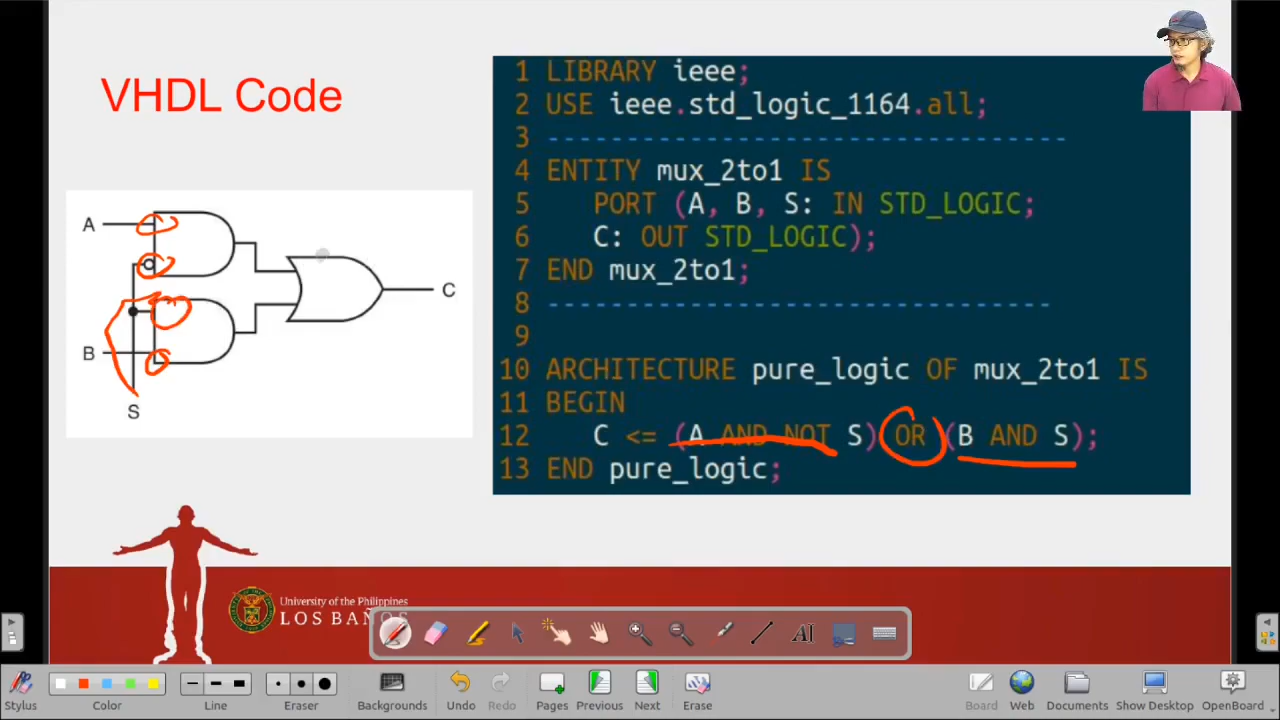 VHDL Code
1 LIBRARY ieee;
2 USE ieee.std_logic_1164.all;
3 ---------------------------------
4 ENTITY mux_2to1 IS
5 PORT (A, B, S: IN STD_LOGIC;
6 C: OUT STD_LOGIC);
7 END mux_2to1;
8 --------------------------------
9
10 ARCHITECTURE pure_logic OF mux_2to1 IS
11 BEGIN
12 C <= (A AND NOT S) OR (B AND S);
13 END pure_logic;
A
C
B
S
University of the Philippines
LOS BAÑOS
Stylus
Color
Line
Eraser
Backgrounds
Undo
Redo
Pages
Previous
Next
Erase
Board
Web
Documents
Show Desktop
OpenBoard